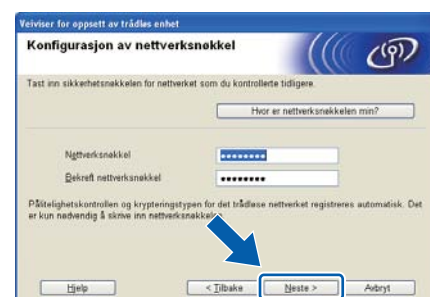 Veiviser for oppsett av trådløs enhet
Konfigurasjon av nettverksnøkkel
Tast inn sikkerhetsnøkkelen for nettverket som du kontrollerte tidligere.
Hvor er nettverksnøkkelen min?
Nettverksnøkkel ••••••••
Bekreft nettverksnøkkel ••••••••
Pålitelighetskontrollen og krypteringstypen for det trådløse nettverket registreres automatisk. Det
er kun nødvendig å skrive inn nettverksnøkkelen.
Hjelp < Tilbake Neste > Avbryt